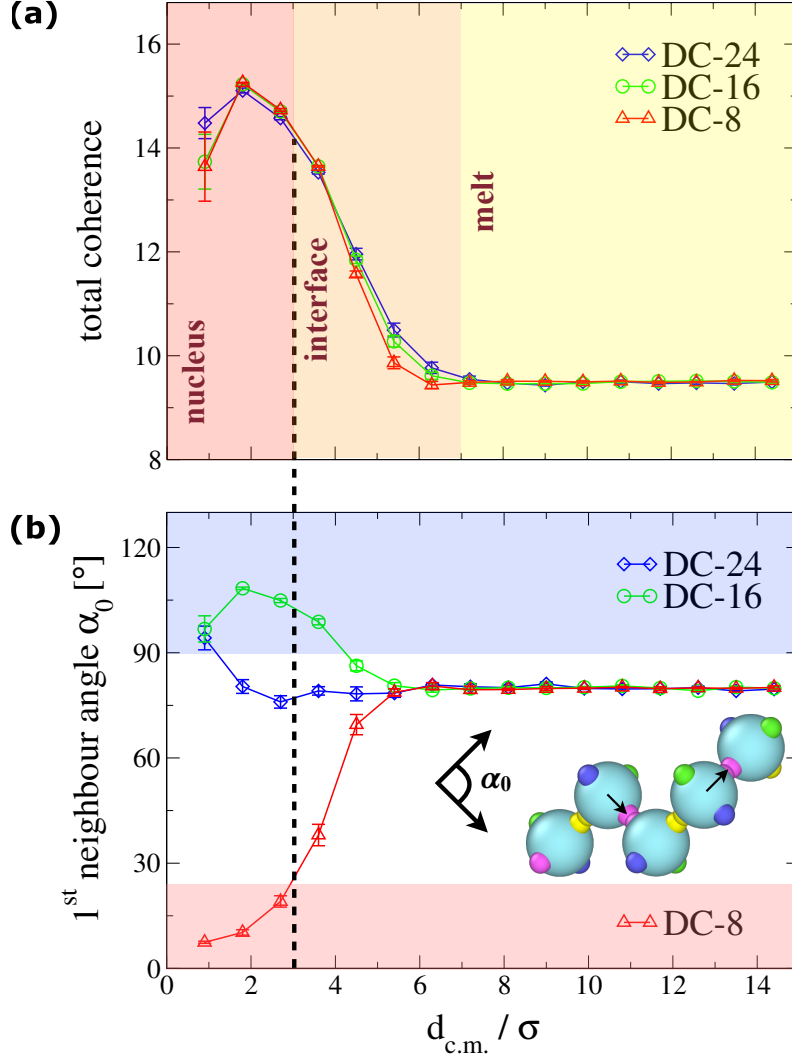 (a)
16
14
12
10
8
total coherence
nucleus
interface
melt
DC-24
DC-16
DC-8
(b)
120
90
60
30
0
1st neighbour angle α0 [°]
DC-24
DC-16
α0
DC-8
0
2
4
6
8
10
12
14
dc.m. / σ